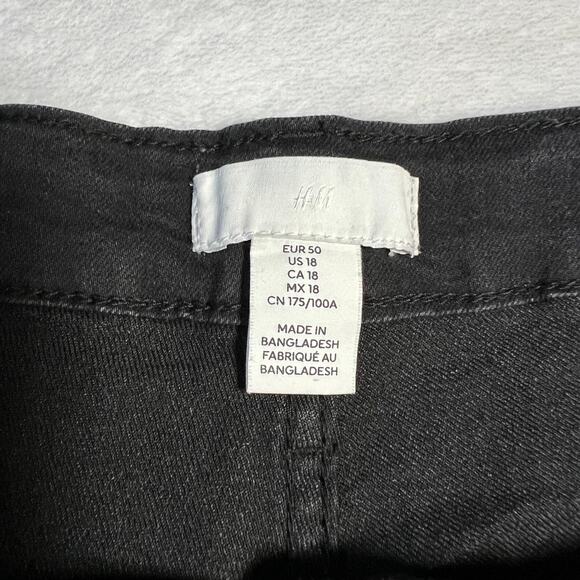 H&M
EUR 50
US 18
CA 18
MX 18
CN 175/100A
MADE IN
BANGLADESH
FABRIQUÉ AU
BANGLADESH